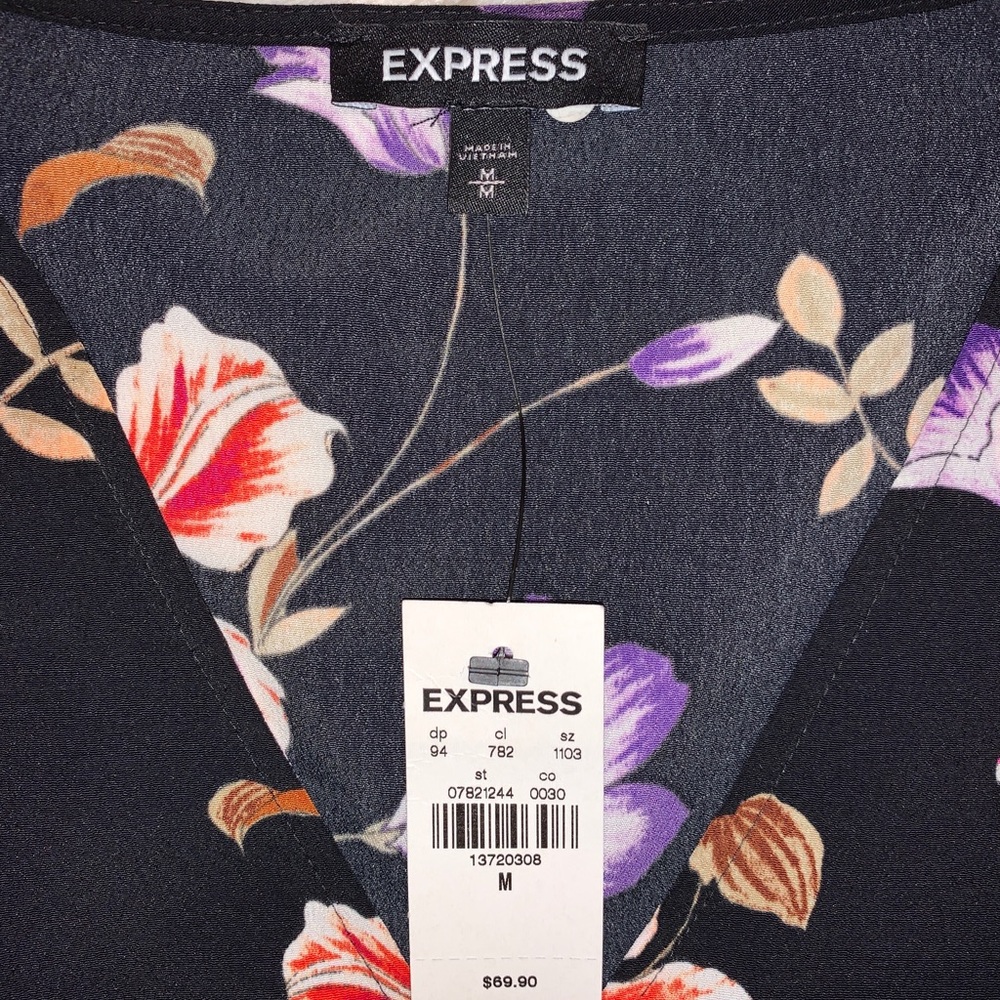 EXPRESS
MADE IN
VIETNAM
M
M
EXPRESS
dp cl sz
94 782 1103
st co
07821244 0030
13720308
M
$69.90